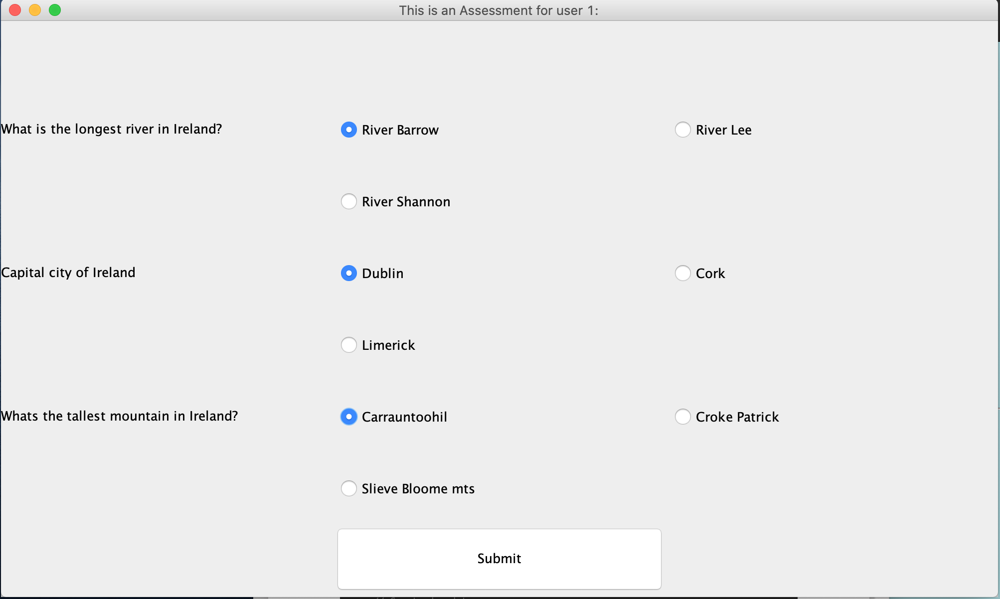 This is an Assessment for user 1:
What is the longest river in Ireland?
River Barrow
River Lee
River Shannon
Capital city of Ireland
Dublin
Cork
Limerick
Whats the tallest mountain in Ireland?
Carrauntoohil
Croke Patrick
Slieve Bloome mts
Submit